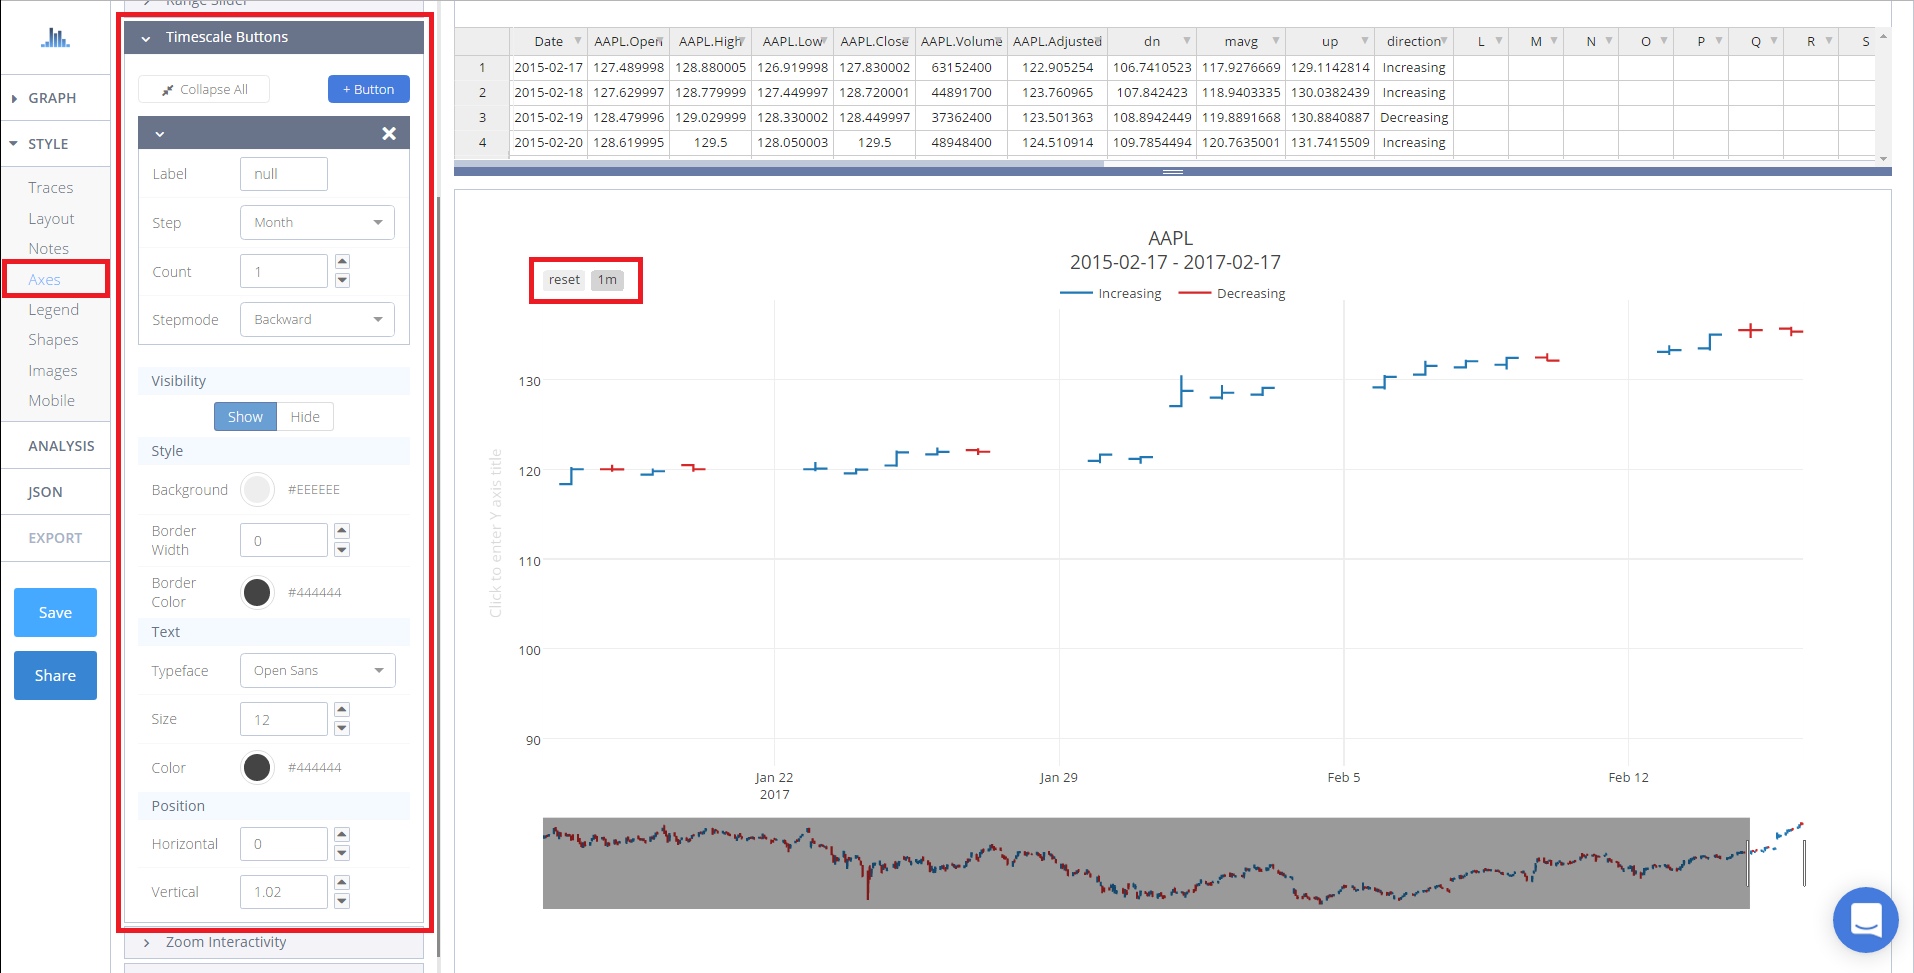 Range Slider
Timescale Buttons
Collapse All
+ Button
Label null
Step Month
Count 1
Stepmode Backward
Visibility
Show Hide
Style
Background #EEEEEE
Border Width 0
Border Color #444444
Text
Typeface Open Sans
Size 12
Color #444444
Position
Horizontal 0
Vertical 1.02
Zoom Interactivity
GRAPH
STYLE
Traces
Layout
Notes
Axes
Legend
Shapes
Images
Mobile
ANALYSIS
JSON
EXPORT
Save
Share
Date AAPL.Open AAPL.High AAPL.Low AAPL.Close AAPL.Volume AAPL.Adjusted dn mavg up direction L M N O P Q R S
1 2015-02-17 127.489998 128.880005 126.919998 127.830002 63152400 122.905254 106.7410523 117.9276669 129.1142814 Increasing
2 2015-02-18 127.629997 128.779999 127.449997 128.720001 44891700 123.760965 107.842423 118.9403335 130.0382439 Increasing
3 2015-02-19 128.479996 129.029999 128.330002 128.449997 37362400 123.501363 108.8942449 119.8891668 130.8840887 Decreasing
4 2015-02-20 128.619995 129.5 128.050003 129.5 48948400 124.510914 109.7854494 120.7635001 131.7415509 Increasing
AAPL
2015-02-17 - 2017-02-17
reset 1m
Increasing Decreasing
Click to enter Y axis title
130
120
110
100
90
Jan 22 Jan 29 Feb 5 Feb 12
2017